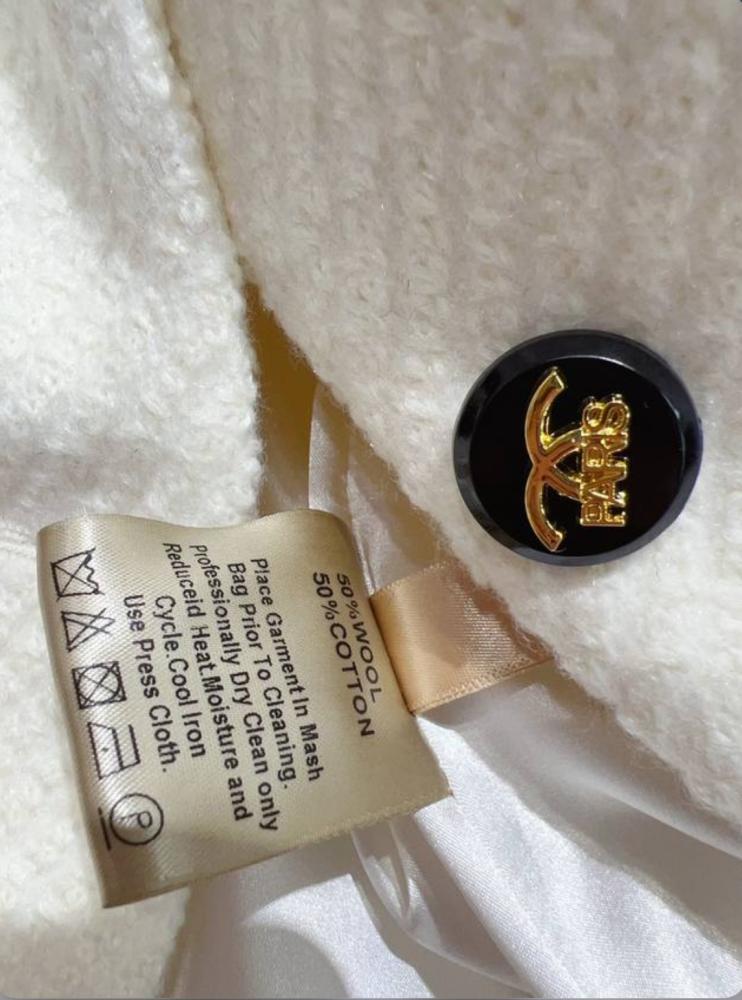 50%WOOL
50%COTTON
Place Garment In Mash
Bag Prior To Cleaning.
Professionally Dry Clean only
Reduceid Heat.Moisture and
Cycle.Cool Iron
Use Press Cloth.
P
PARIS